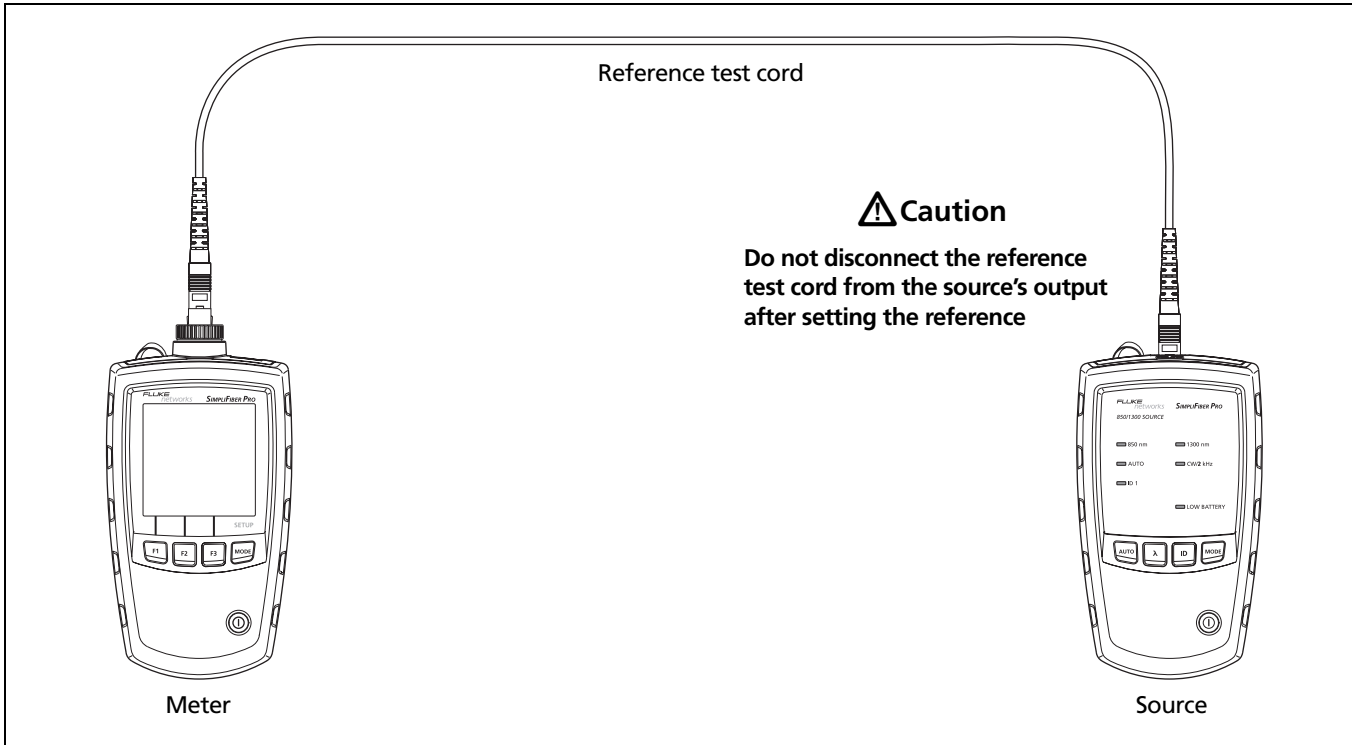 Reference test cord
Caution
Do not disconnect the reference
test cord from the source's output
after setting the reference
FLUKE
networks SIMPLIFIBER PRO
SETUP
F1 F2 F3 MODE
Meter
FLUKE
networks SIMPLIFIBER PRO
850/1300 SOURCE
850 nm 1300 nm
AUTO CW/2 kHz
ID 1
LOW BATTERY
AUTO λ ID MODE
Source